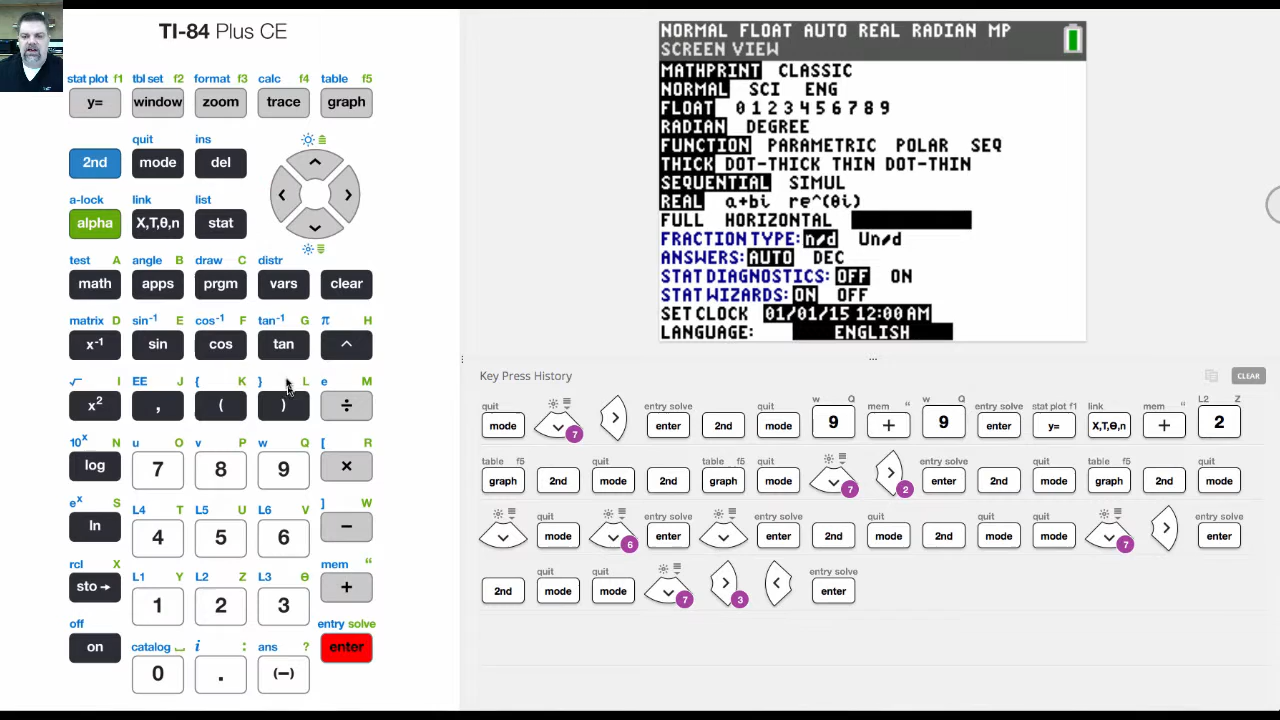 TI-84 Plus CE
stat plot f1 tbl set f2 format f3 calc f4 table f5
y= window zoom trace graph
quit ins
2nd mode del
a-lock link list
alpha X,T,θ,n stat
test A angle B draw C distr
math apps prgm vars clear
matrix D sin⁻¹ E cos⁻¹ F tan⁻¹ G π H
x⁻¹ sin cos tan ^
√ I EE J { K } L e M
x² , ( ) ÷
10ˣ N u O v P w Q [ R
log 7 8 9 ×
eˣ S L4 T L5 U L6 V ] W
ln 4 5 6 −
rcl X L1 Y L2 Z L3 θ mem “
sto→ 1 2 3 +
off catalog ⎵ i : ans ? entry solve
on 0 . (−) enter
NORMAL FLOAT AUTO REAL RADIAN MP
SCREEN VIEW
MATHPRINT CLASSIC
NORMAL SCI ENG
FLOAT 0 1 2 3 4 5 6 7 8 9
RADIAN DEGREE
FUNCTION PARAMETRIC POLAR SEQ
THICK DOT-THICK THIN DOT-THIN
SEQUENTIAL SIMUL
REAL a+bi re^(θi)
FULL HORIZONTAL
FRACTION TYPE: n/d Un/d
ANSWERS: AUTO DEC
STAT DIAGNOSTICS: OFF ON
STAT WIZARDS: ON OFF
SET CLOCK 01/01/15 12:00 AM
LANGUAGE: ENGLISH
Key Press History
CLEAR
quit entry solve quit w Q mem “ w Q entry solve stat plot f1 link mem “ L2 Z
mode 7 enter 2nd mode 9 + 9 enter y= X,T,θ,n + 2
table f5 quit table f5 quit entry solve quit table f5 quit
graph 2nd mode 2nd graph mode 7 2 enter 2nd mode graph 2nd mode
quit entry solve entry solve quit quit quit entry solve
mode 6 enter enter 2nd mode 2nd mode mode 7 enter
quit quit entry solve
2nd mode mode 7 3 enter